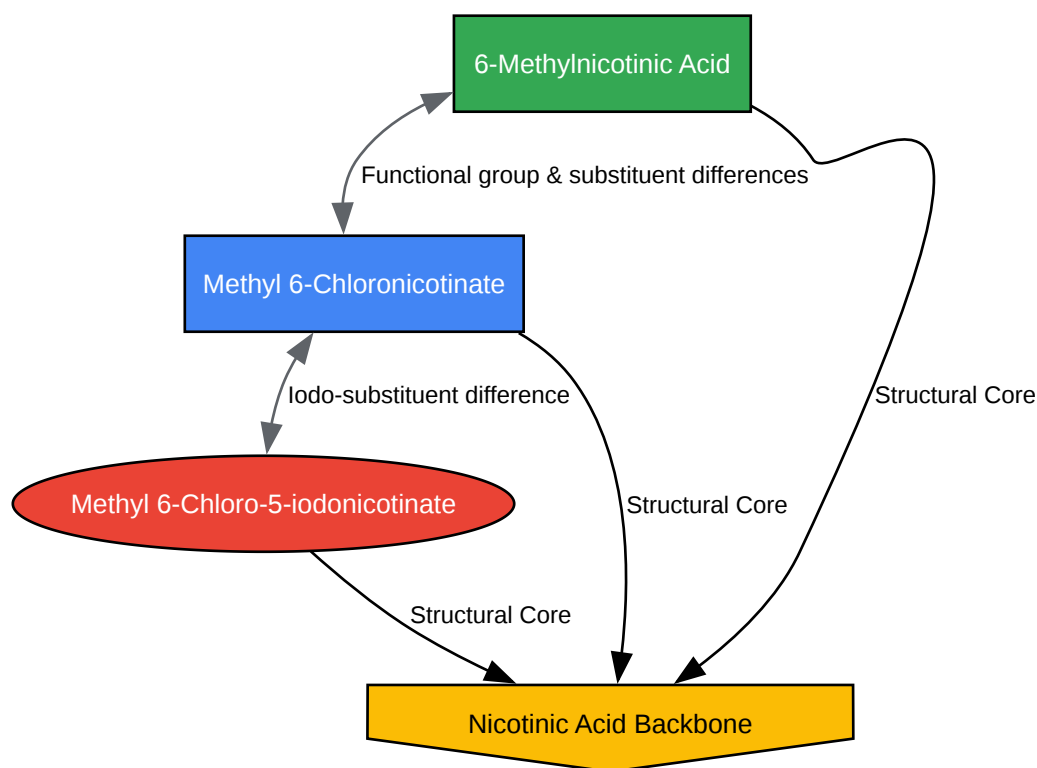 6-Methylnicotinic Acid
Functional group & substituent differences
Methyl 6-Chloronicotinate
Iodo-substituent difference
Structural Core
Methyl 6-Chloro-5-iodonicotinate
Structural Core
Structural Core
Nicotinic Acid Backbone